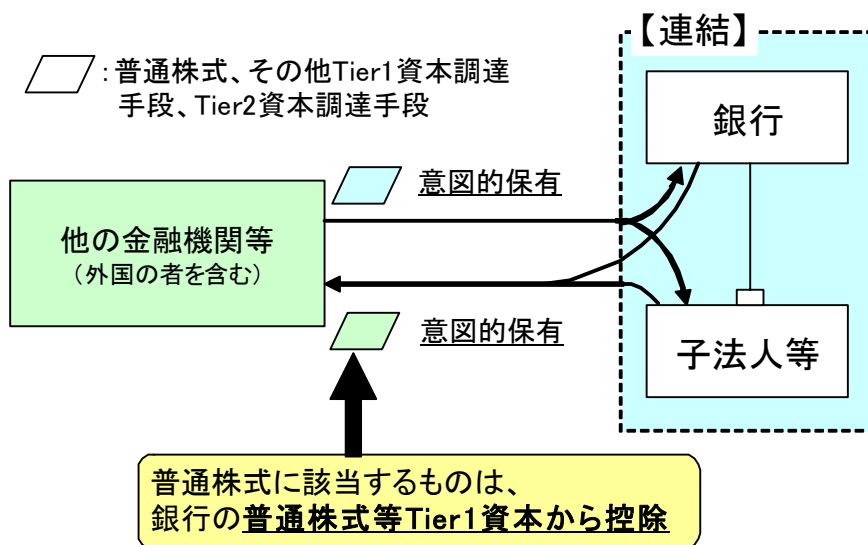 【連結】
：普通株式、その他Tier1資本調達
手段、Tier2資本調達手段
銀行
意図的保有
他の金融機関等
（外国の者を含む）
意図的保有
子法人等
普通株式に該当するものは、
銀行の普通株式等Tier1資本から控除